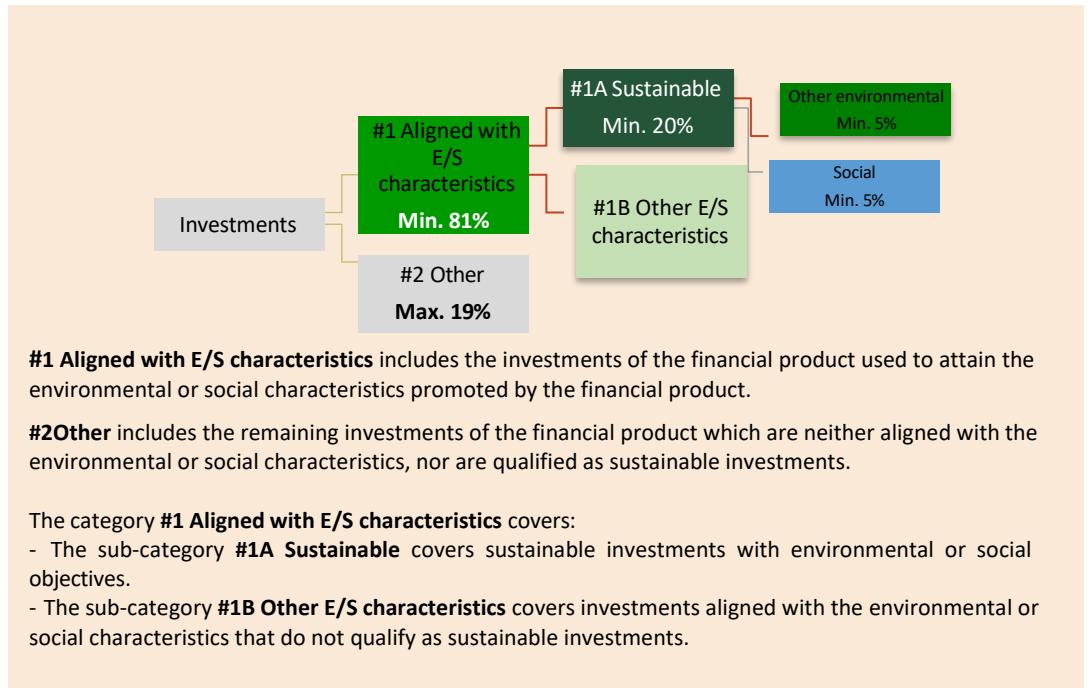 Investments
#1 Aligned with
E/S
characteristics
Min. 81%
#2 Other
Max. 19%
#1A Sustainable
Min. 20%
#1B Other E/S
characteristics
Other environmental
Min. 5%
Social
Min. 5%
#1 Aligned with E/S characteristics includes the investments of the financial product used to attain the
environmental or social characteristics promoted by the financial product.
#2Other includes the remaining investments of the financial product which are neither aligned with the
environmental or social characteristics, nor are qualified as sustainable investments.
The category #1 Aligned with E/S characteristics covers:
- The sub-category #1A Sustainable covers sustainable investments with environmental or social
objectives.
- The sub-category #1B Other E/S characteristics covers investments aligned with the environmental or
social characteristics that do not qualify as sustainable investments.